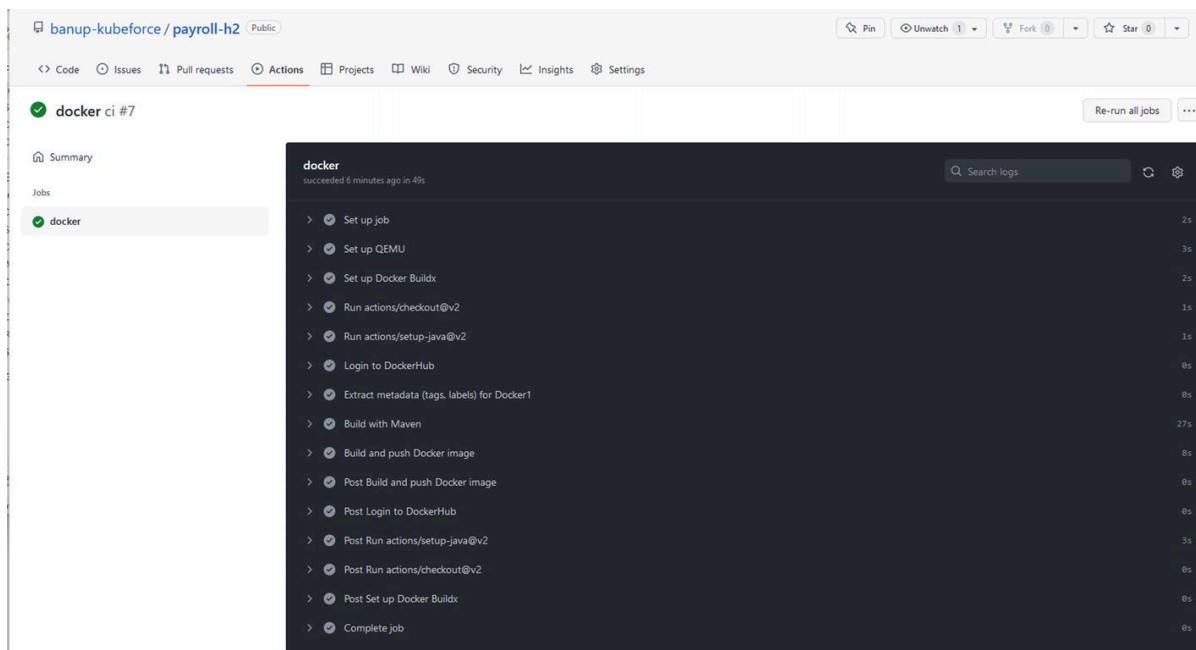 banup-kubeforce / payroll-h2 Public
Pin
Unwatch 1
Fork 0
Star 0
Code Issues Pull requests Actions Projects Wiki Security Insights Settings
docker ci #7
Re-run all jobs
Summary
Jobs
docker
docker
succeeded 6 minutes ago in 49s
Search logs
Set up job 2s
Set up QEMU 3s
Set up Docker Buildx 2s
Run actions/checkout@v2 1s
Run actions/setup-java@v2 1s
Login to DockerHub 0s
Extract metadata (tags, labels) for Docker1 0s
Build with Maven 27s
Build and push Docker image 8s
Post Build and push Docker image 0s
Post Login to DockerHub 0s
Post Run actions/setup-java@v2 3s
Post Run actions/checkout@v2 0s
Post Set up Docker Buildx 0s
Complete job 0s